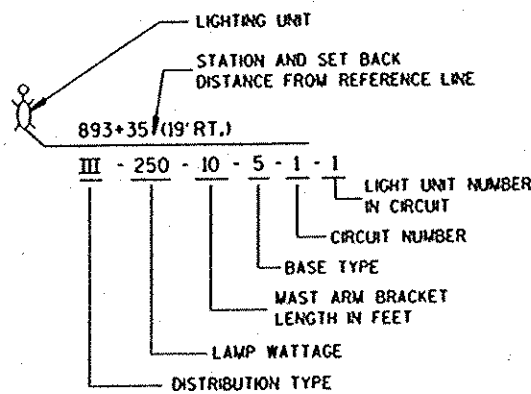 LIGHTING UNIT
STATION AND SET BACK
DISTANCE FROM REFERENCE LINE
893+35 (19' RT.)
III - 250 - 10 - 5 - 1 - 1
LIGHT UNIT NUMBER
IN CIRCUIT
CIRCUIT NUMBER
BASE TYPE
MAST ARM BRACKET
LENGTH IN FEET
LAMP WATTAGE
DISTRIBUTION TYPE